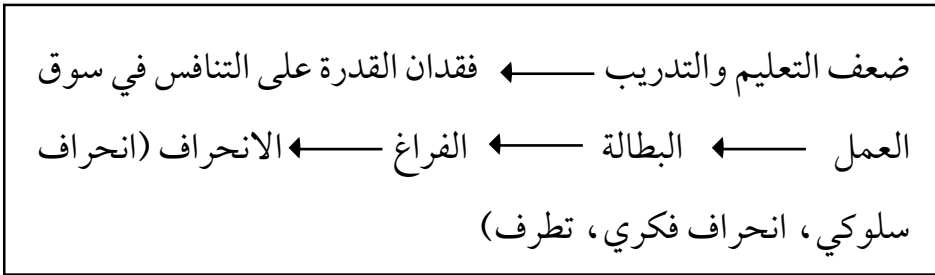 ضعف التعليم والتدريب ← فقدان القدرة على التنافس في سوق
العمل ← البطالة ← الفراغ ← الانحراف (انحراف
سلوكي، انحراف فكري، تطرف)